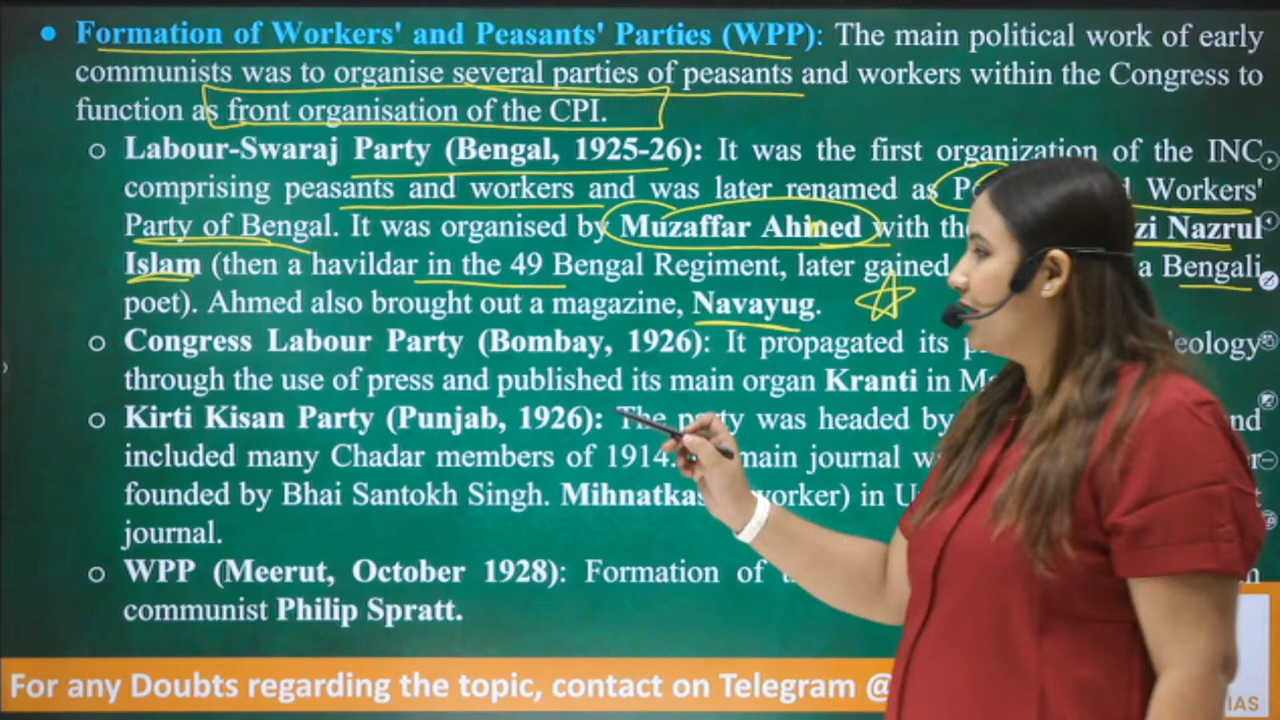 Formation of Workers' and Peasants' Parties (WPP): The main political work of early
communists was to organise several parties of peasants and workers within the Congress to
function as front organisation of the CPI.
Labour-Swaraj Party (Bengal, 1925-26): It was the first organization of the INC
comprising peasants and workers and was later renamed as Workers'
Party of Bengal. It was organised by Muzaffar Ahmed with Nazrul
Islam (then a havildar in the 49 Bengal Regiment, later gained a Bengali
poet). Ahmed also brought out a magazine, Navayug.
Congress Labour Party (Bombay, 1926): It propagated its
through the use of press and published its main organ Kranti in
Kirti Kisan Party (Punjab, 1926): The party was headed by
included many Chadar members of 1914. main journal
founded by Bhai Santokh Singh. in
journal.
WPP (Meerut, October 1928): Formation of
communist Philip Spratt.
For any Doubts regarding the topic, contact on Telegram @
IAS